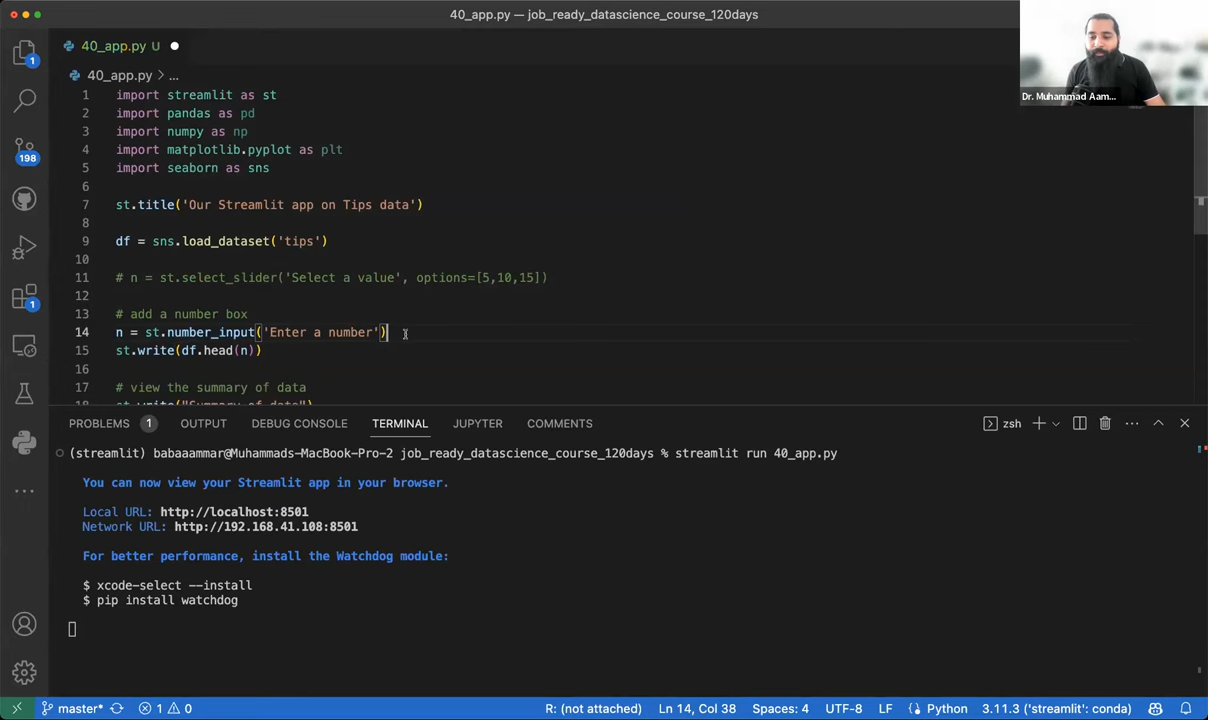 40_app.py — job_ready_datascience_course_120days
40_app.py U
40_app.py > ...
1 import streamlit as st
2 import pandas as pd
3 import numpy as np
4 import matplotlib.pyplot as plt
5 import seaborn as sns
6
7 st.title('Our Streamlit app on Tips data')
8
9 df = sns.load_dataset('tips')
10
11 # n = st.select_slider('Select a value', options=[5,10,15])
12
13 # add a number box
14 n = st.number_input('Enter a number')
15 st.write(df.head(n))
16
17 # view the summary of data
18 st.write("Summary of data")
Dr. Muhammad Aam...
1
198
1
PROBLEMS 1 OUTPUT DEBUG CONSOLE TERMINAL JUPYTER COMMENTS zsh
(streamlit) babaaammar@Muhammads-MacBook-Pro-2 job_ready_datascience_course_120days % streamlit run 40_app.py
You can now view your Streamlit app in your browser.
Local URL: http://localhost:8501
Network URL: http://192.168.41.108:8501
For better performance, install the Watchdog module:
$ xcode-select --install
$ pip install watchdog
master* 1 0 R: (not attached) Ln 14, Col 38 Spaces: 4 UTF-8 LF Python 3.11.3 ('streamlit': conda)